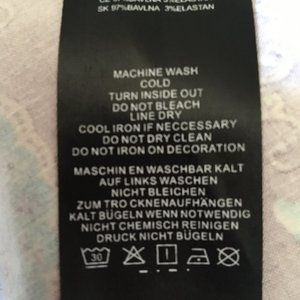 SK 97%BAVLNA 3%ELASTAN
MACHINE WASH
COLD
TURN INSIDE OUT
DO NOT BLEACH
LINE DRY
COOL IRON IF NECCESSARY
DO NOT DRY CLEAN
DO NOT IRON ON DECORATION
MASCHIN EN WASCHBAR KALT
AUF LINKS WASCHEN
NICHT BLEICHEN
ZUM TRO CKNENAUFHÄNGEN
KALT BÜGELN WENN NOTWENDIG
NICHT CHEMISCH REINIGEN
DRUCK NICHT BÜGELN
30